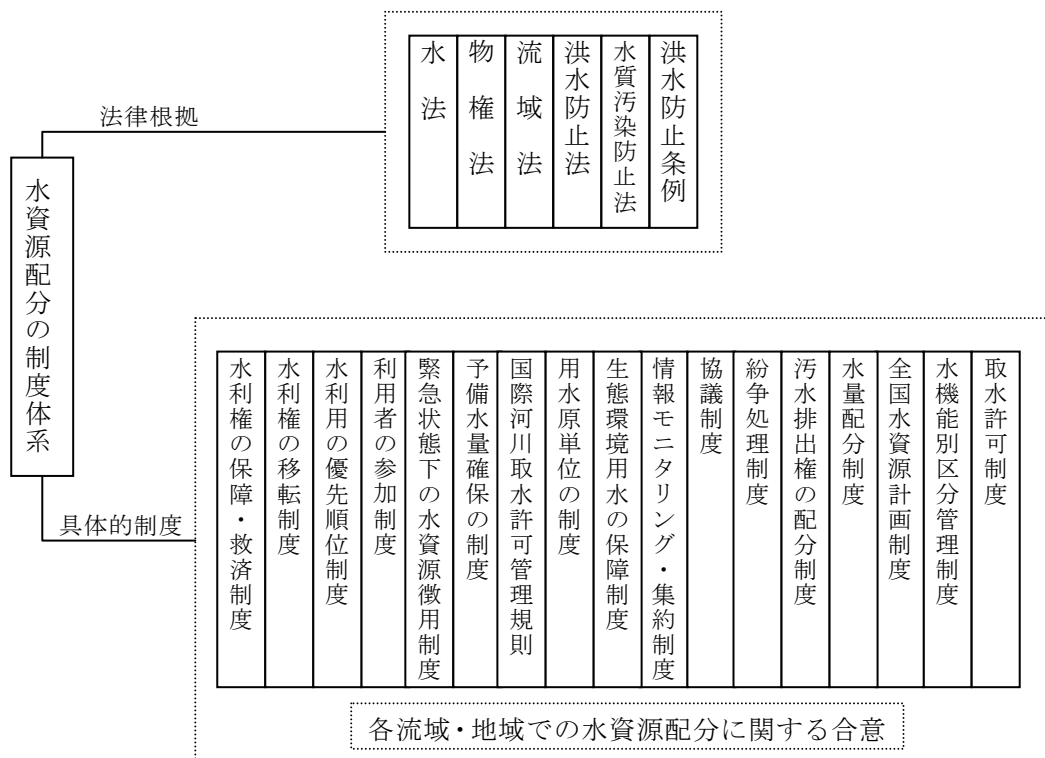 水法
物権法
流域法
洪水防止法
水質汚染防止法
洪水防止条例
法律根拠
水資源配分の制度体系
具体的制度
水利権の保障・救済制度
水利権の移転制度
水利用の優先順位制度
利用者の参加制度
緊急状態下の水資源徴用制度
予備水量確保の制度
国際河川取水許可管理規則
用水原単位の制度
生態環境用水の保障制度
情報モニタリング・集約制度
協議制度
紛争処理制度
汚水排出権の配分制度
水量配分制度
全国水資源計画制度
水機能別区分管理制度
取水許可制度
各流域・地域での水資源配分に関する合意